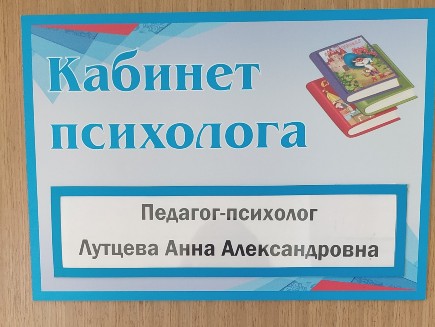 Кабинет
психолога
Педагог-психолог
Лутцева Анна Александровна